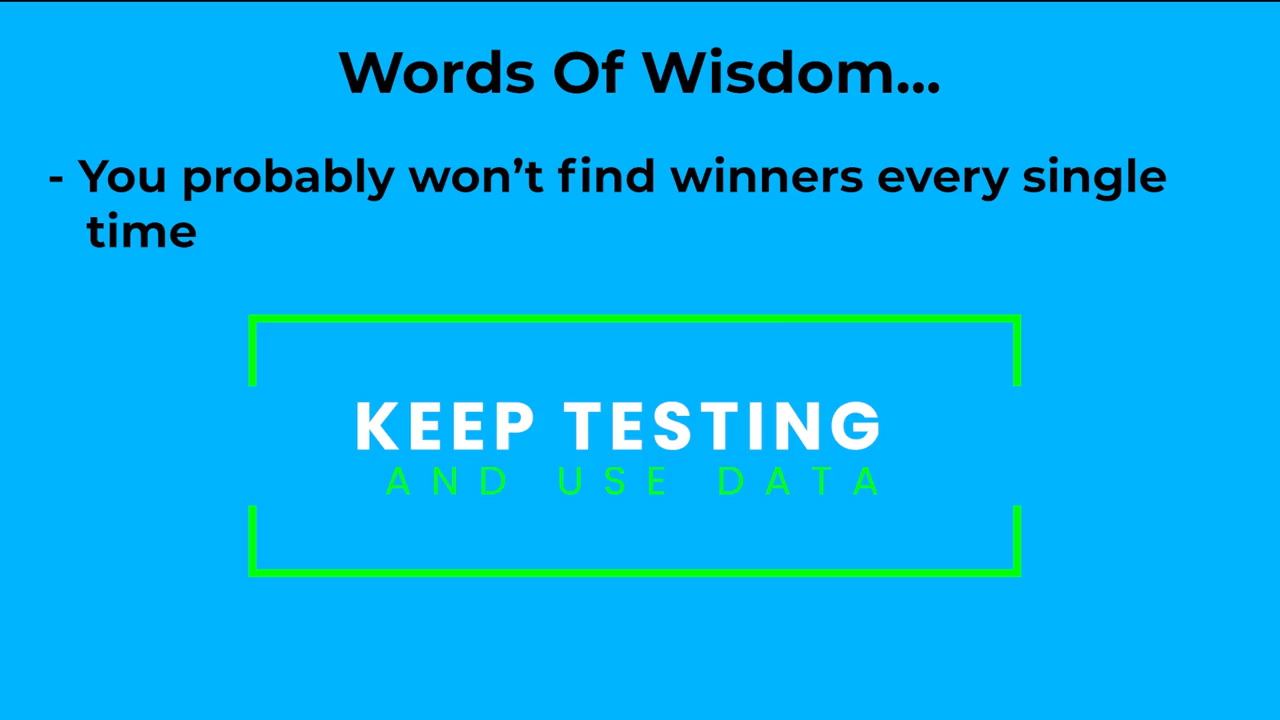 Words Of Wisdom...
- You probably won’t find winners every single
time
KEEP TESTING
AND USE DATA